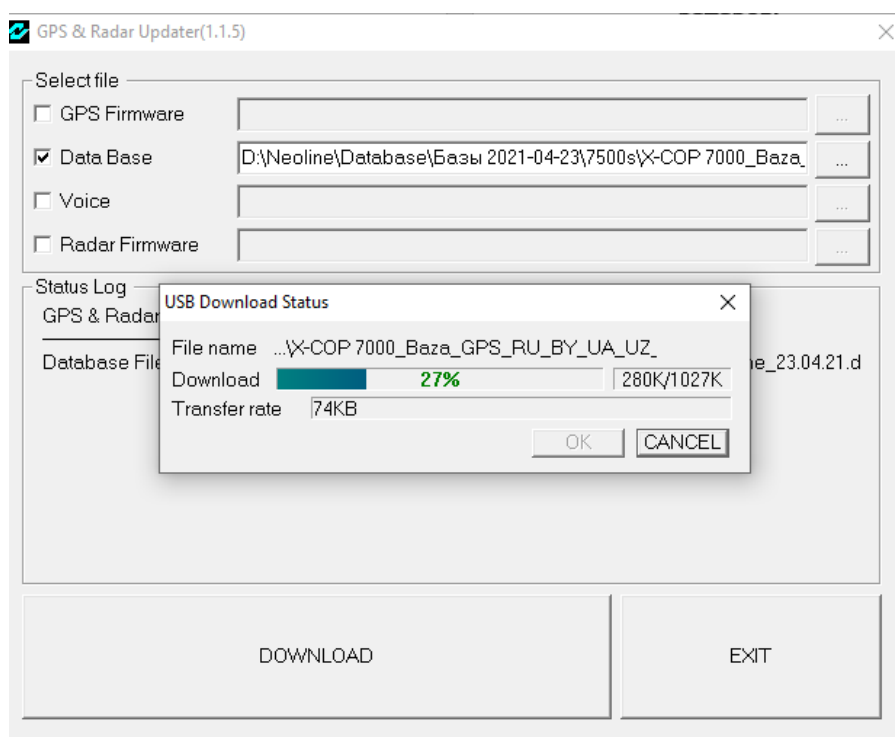 GPS & Radar Updater(1.1.5)
Select file
GPS Firmware
...
Data Base
D:\Neoline\Database\Базы 2021-04-23\7500s\X-COP 7000_Baza_
...
Voice
...
Radar Firmware
...
Status Log
GPS & Radar
Database File
e_23.04.21.d
USB Download Status
File name ...\X-COP 7000_Baza_GPS_RU_BY_UA_UZ_
Download 27% 280K/1027K
Transfer rate 74KB
OK CANCEL
DOWNLOAD EXIT